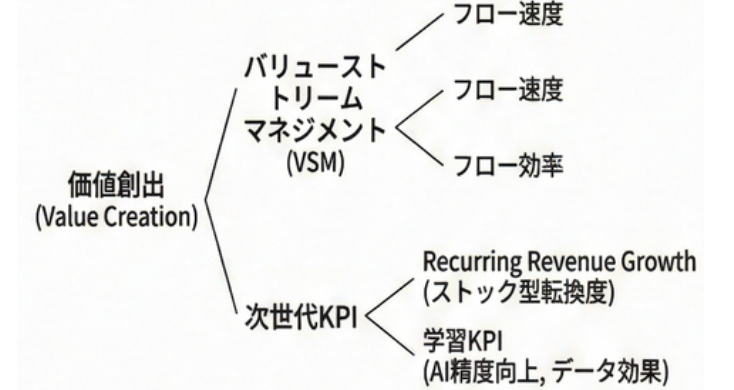 フロー速度
バリュースト
トリーム
マネジメント
(VSM)
フロー速度
フロー効率
価値創出
(Value Creation)
次世代KPI
Recurring Revenue Growth
(ストック型転換度)
学習KPI
(AI精度向上, データ効果)